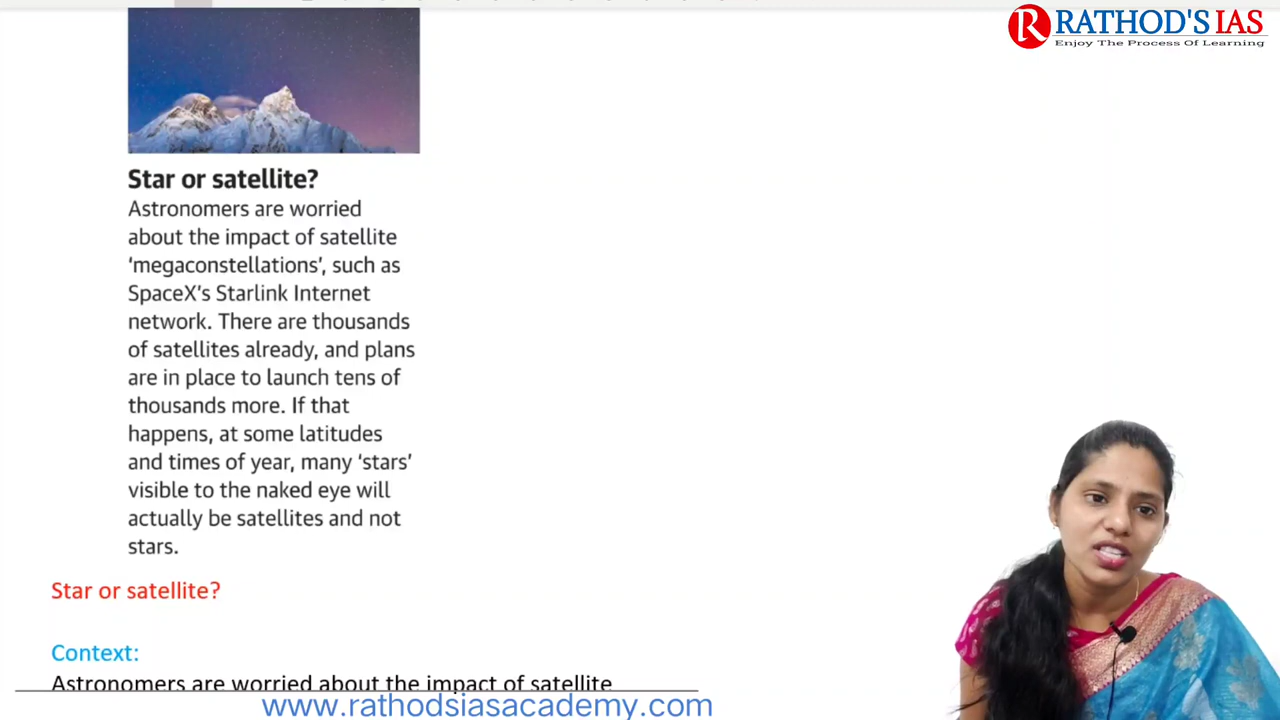 RATHOD'S IAS
Enjoy The Process Of Learning
Star or satellite?
Astronomers are worried
about the impact of satellite
‘megaconstellations’, such as
SpaceX’s Starlink Internet
network. There are thousands
of satellites already, and plans
are in place to launch tens of
thousands more. If that
happens, at some latitudes
and times of year, many ‘stars’
visible to the naked eye will
actually be satellites and not
stars.
Star or satellite?
Context:
Astronomers are worried about the impact of satellite
www.rathodsiasacademy.com